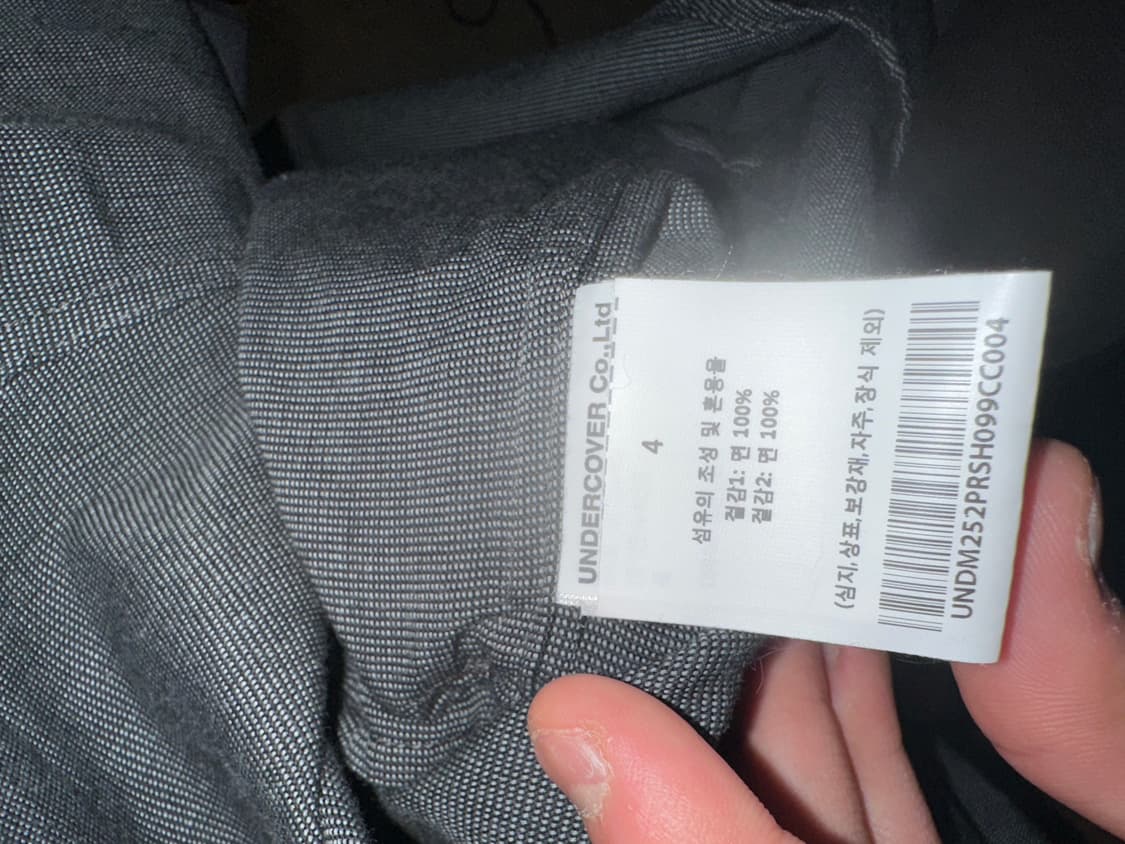 UNDERCOVER Co.,Ltd
4
섬유의 조성 및 혼용율
겉감1: 면 100%
겉감2: 면 100%
(심지,상표,보강재,자주,장식 제외)
UNDM252PRSH099CC004